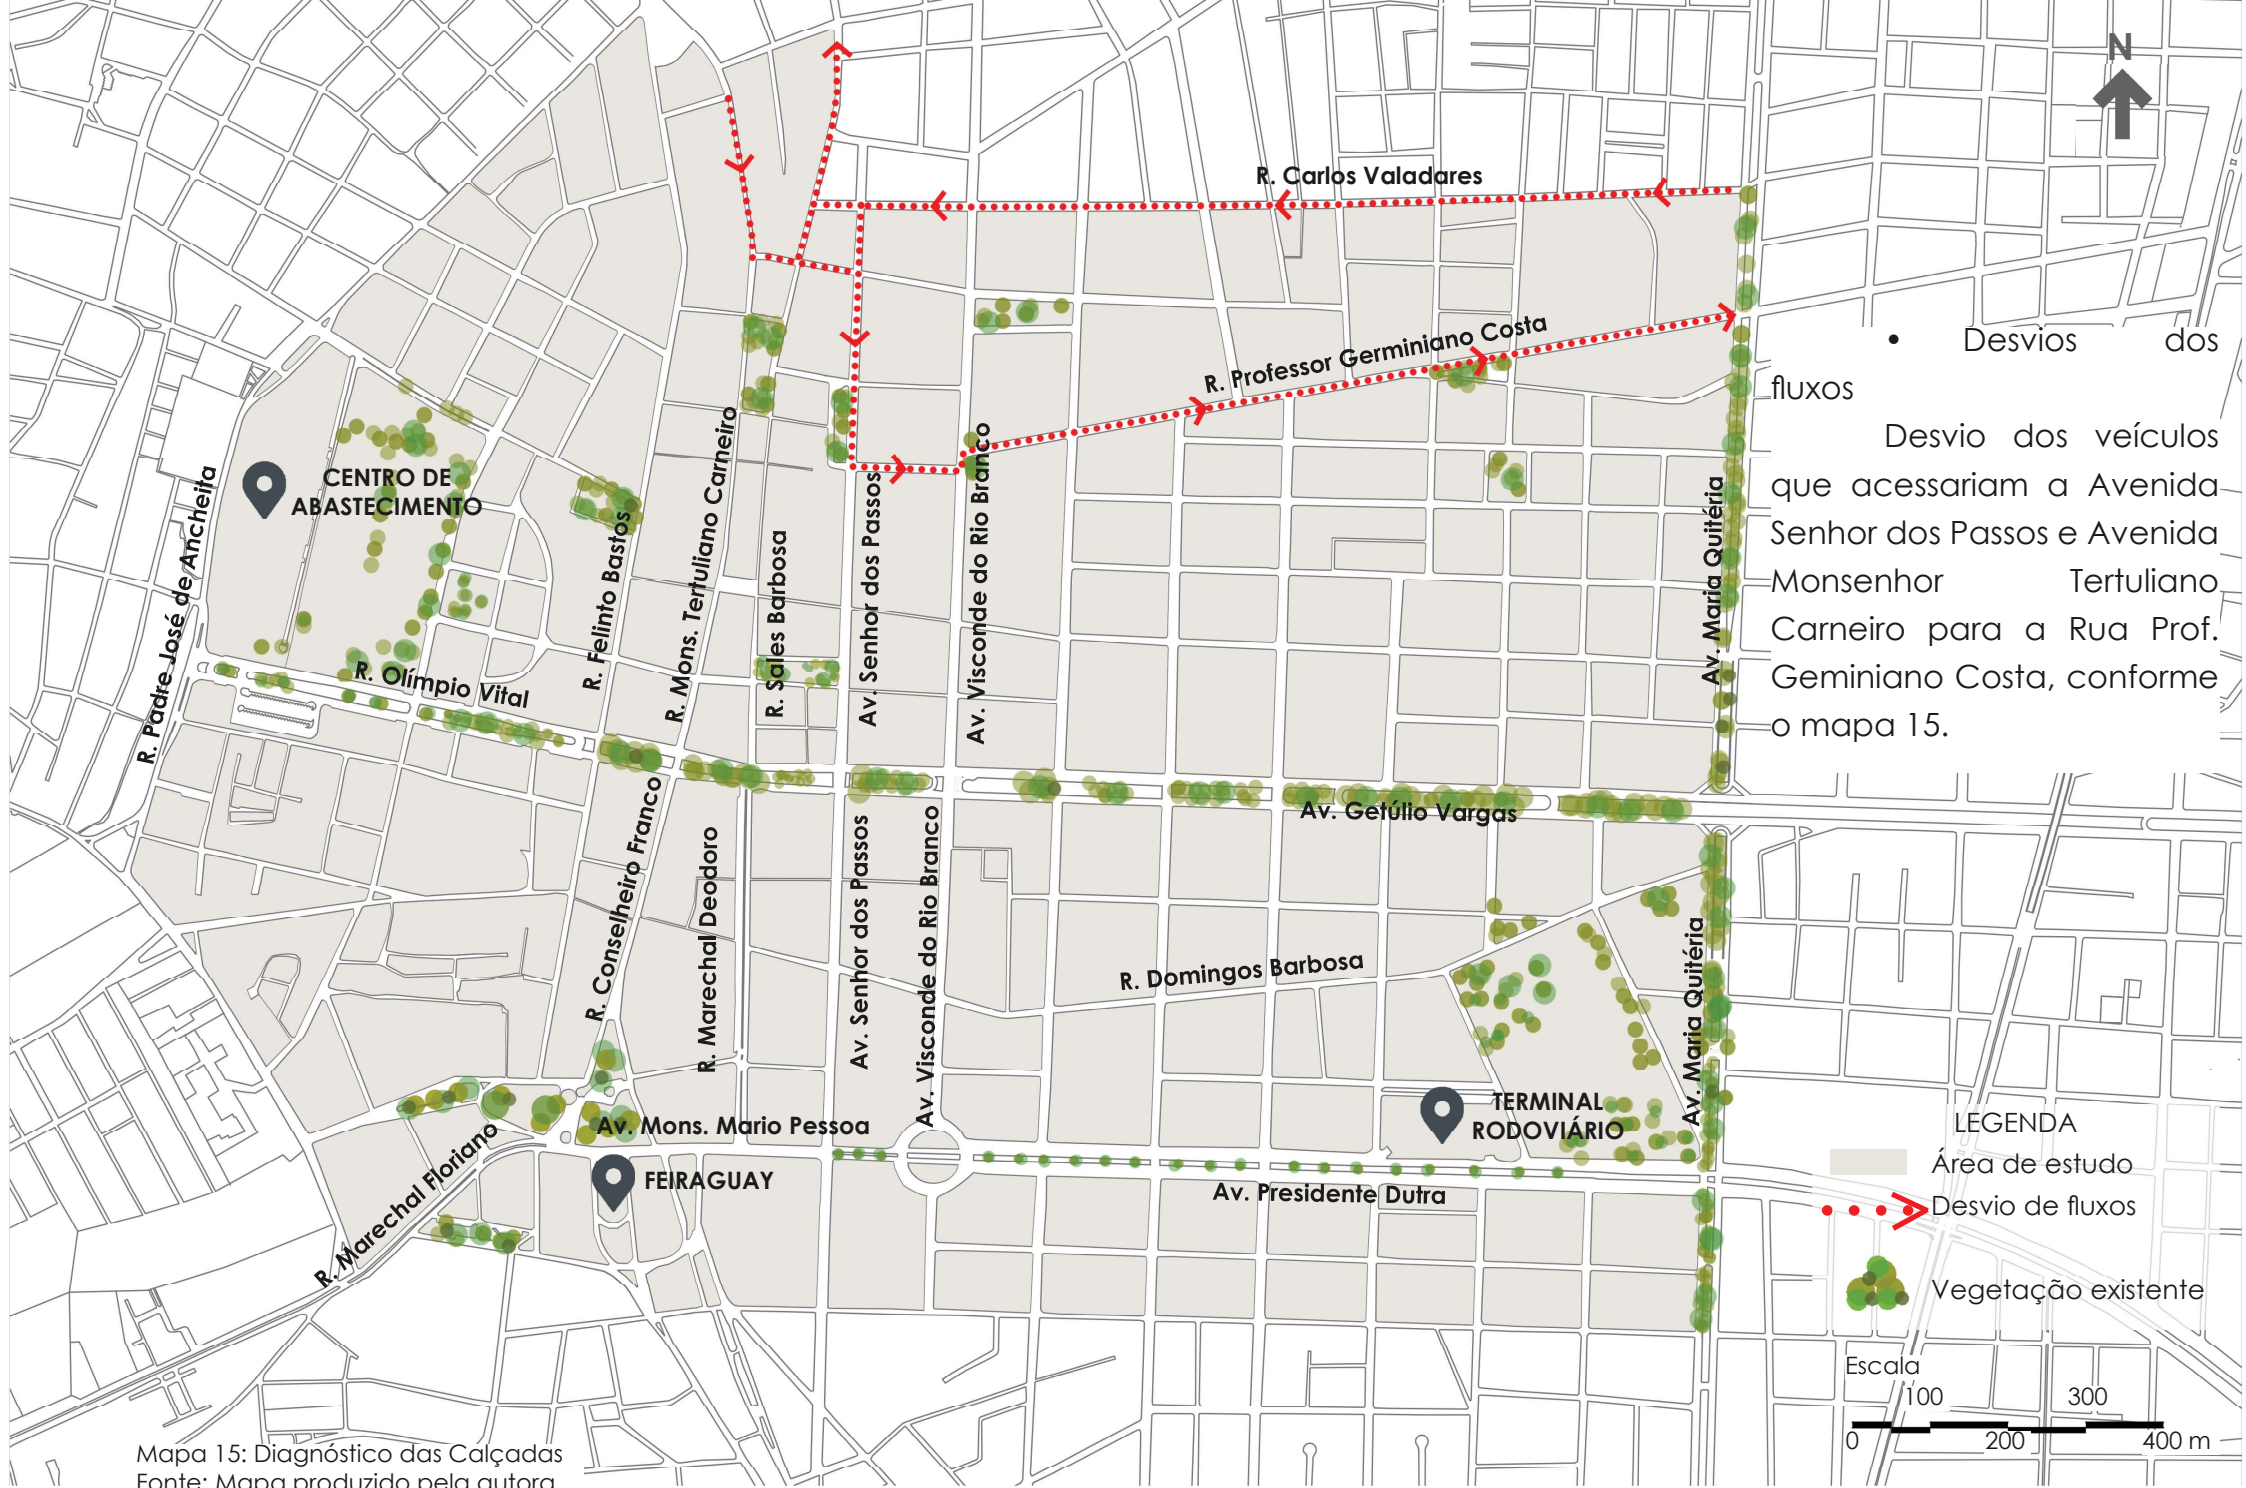 N
R. Carlos Valadares
R. Professor Germiniano Costa
• Desvios dos
fluxos
Desvio dos veículos
que acessariam a Avenida
Senhor dos Passos e Avenida
Monsenhor Tertuliano
Carneiro para a Rua Prof.
Geminiano Costa, conforme
o mapa 15.
CENTRO DE
ABASTECIMENTO
R. Padre José de Ancheita
R. Olímpio Vital
R. Felinto Bastos
R. Mons. Tertuliano Carneiro
R. Sales Barbosa
Av. Senhor dos Passos
Av. Visconde do Rio Branco
Av. Maria Quitéria
Av. Getúlio Vargas
R. Conselheiro Franco
R. Marechal Deodoro
Av. Senhor dos Passos
Av. Visconde do Rio Branco
R. Domingos Barbosa
Av. Maria Quitéria
TERMINAL
RODOVIÁRIO
Av. Mons. Mario Pessoa
R. Marechal Floriano
FEIRAGUAY
Av. Presidente Dutra
LEGENDA
Área de estudo
Desvio de fluxos
Vegetação existente
Escala
100 300
0 200 400 m
Mapa 15: Diagnóstico das Calçadas
Fonte: Mapa produzido pela autora